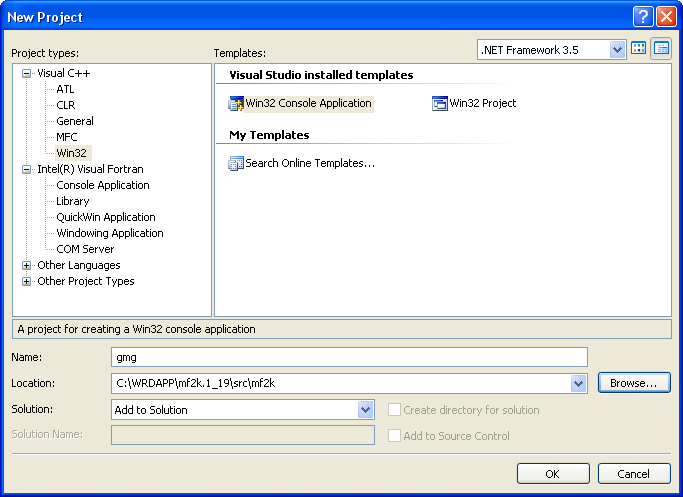 New Project
Project types:
Templates:
.NET Framework 3.5
Visual C++
ATL
CLR
General
MFC
Win32
Intel(R) Visual Fortran
Console Application
Library
QuickWin Application
Windowing Application
COM Server
Other Languages
Other Project Types
Visual Studio installed templates
Win32 Console Application
Win32 Project
My Templates
Search Online Templates...
A project for creating a Win32 console application
Name:
gmg
Location:
C:\WRDAPP\mf2k.1_19\src\mf2k
Browse...
Solution:
Add to Solution
Create directory for solution
Solution Name:
Add to Source Control
OK
Cancel